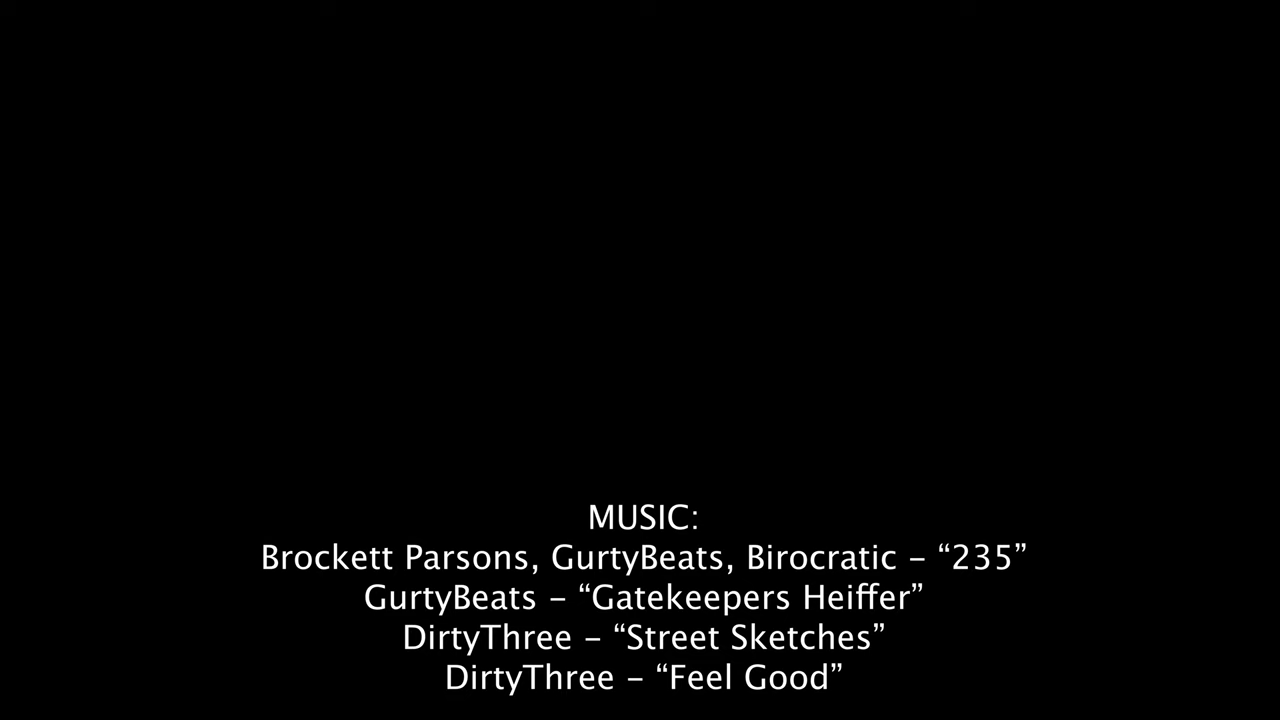 MUSIC:
Brockett Parsons, GurtyBeats, Birocratic – “235”
GurtyBeats – “Gatekeepers Heiffer”
DirtyThree – “Street Sketches”
DirtyThree – “Feel Good”